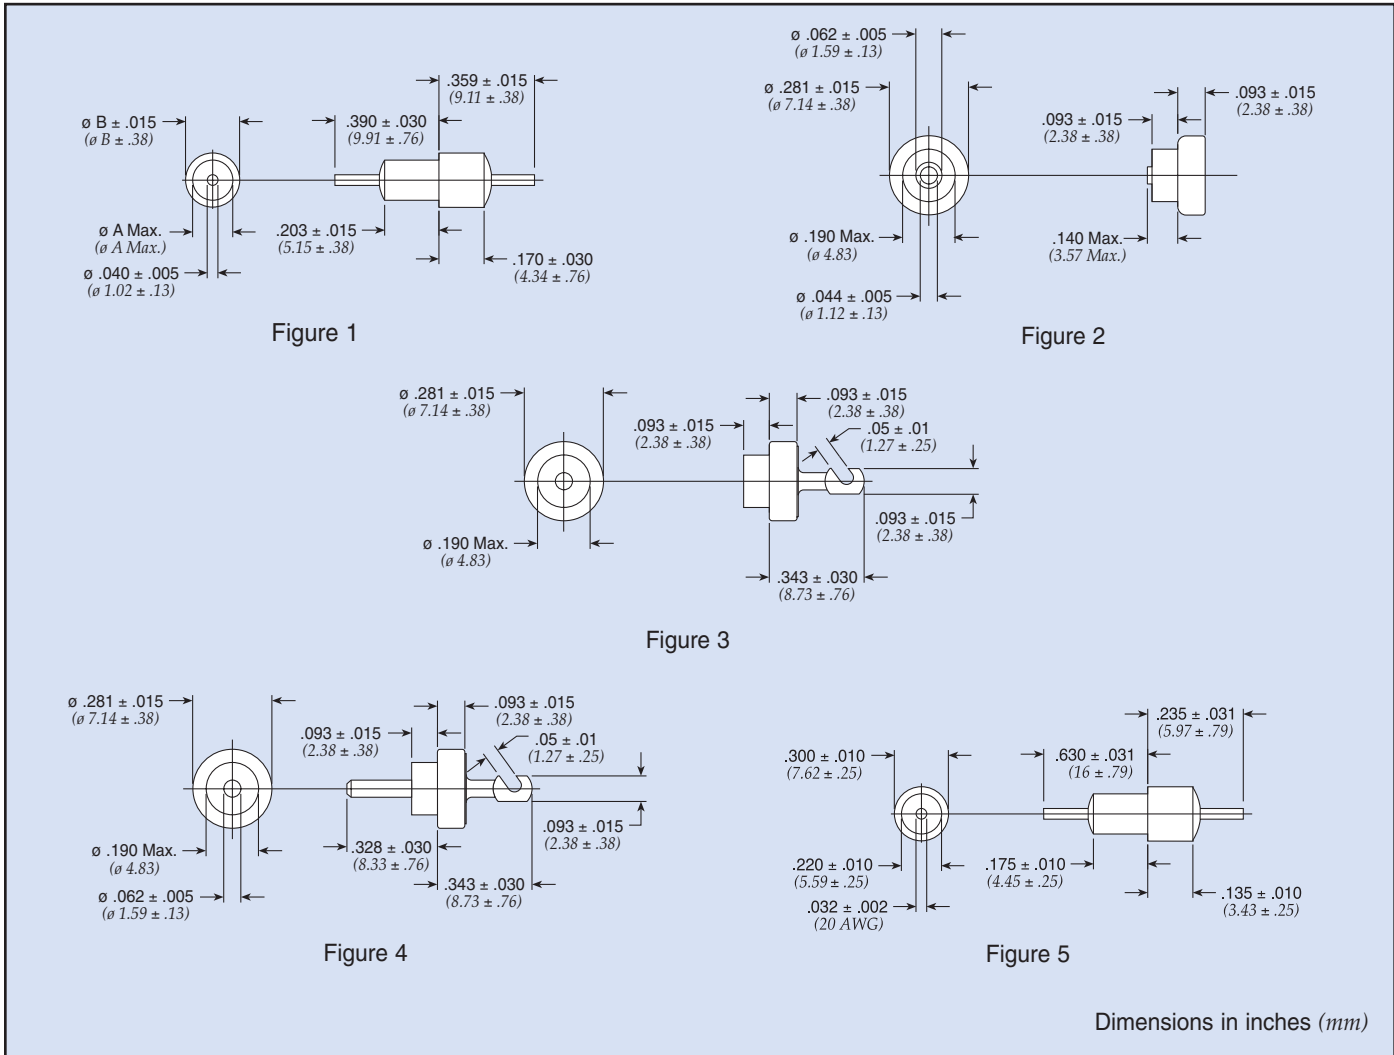 .359 ± .015
(9.11 ± .38)
.390 ± .030
(9.91 ± .76)
ø B ± .015
(ø B ± .38)
ø A Max.
(ø A Max.)
.203 ± .015
(5.15 ± .38)
.170 ± .030
(4.34 ± .76)
ø .040 ± .005
(ø 1.02 ± .13)
Figure 1
ø .062 ± .005
(ø 1.59 ± .13)
ø .281 ± .015
(ø 7.14 ± .38)
.093 ± .015
(2.38 ± .38)
.093 ± .015
(2.38 ± .38)
ø .190 Max.
(ø 4.83)
.140 Max.
(3.57 Max.)
ø .044 ± .005
(ø 1.12 ± .13)
Figure 2
ø .281 ± .015
(ø 7.14 ± .38)
.093 ± .015
(2.38 ± .38)
.093 ± .015
(2.38 ± .38)
.05 ± .01
(1.27 ± .25)
.093 ± .015
(2.38 ± .38)
ø .190 Max.
(ø 4.83)
.343 ± .030
(8.73 ± .76)
Figure 3
ø .281 ± .015
(ø 7.14 ± .38)
.093 ± .015
(2.38 ± .38)
.093 ± .015
(2.38 ± .38)
.05 ± .01
(1.27 ± .25)
.093 ± .015
(2.38 ± .38)
ø .190 Max.
(ø 4.83)
.328 ± .030
(8.33 ± .76)
.343 ± .030
(8.73 ± .76)
ø .062 ± .005
(ø 1.59 ± .13)
Figure 4
.235 ± .031
(5.97 ± .79)
.300 ± .010
(7.62 ± .25)
.630 ± .031
(16 ± .79)
.220 ± .010
(5.59 ± .25)
.175 ± .010
(4.45 ± .25)
.135 ± .010
(3.43 ± .25)
.032 ± .002
(20 AWG)
Figure 5
Dimensions in inches (mm)